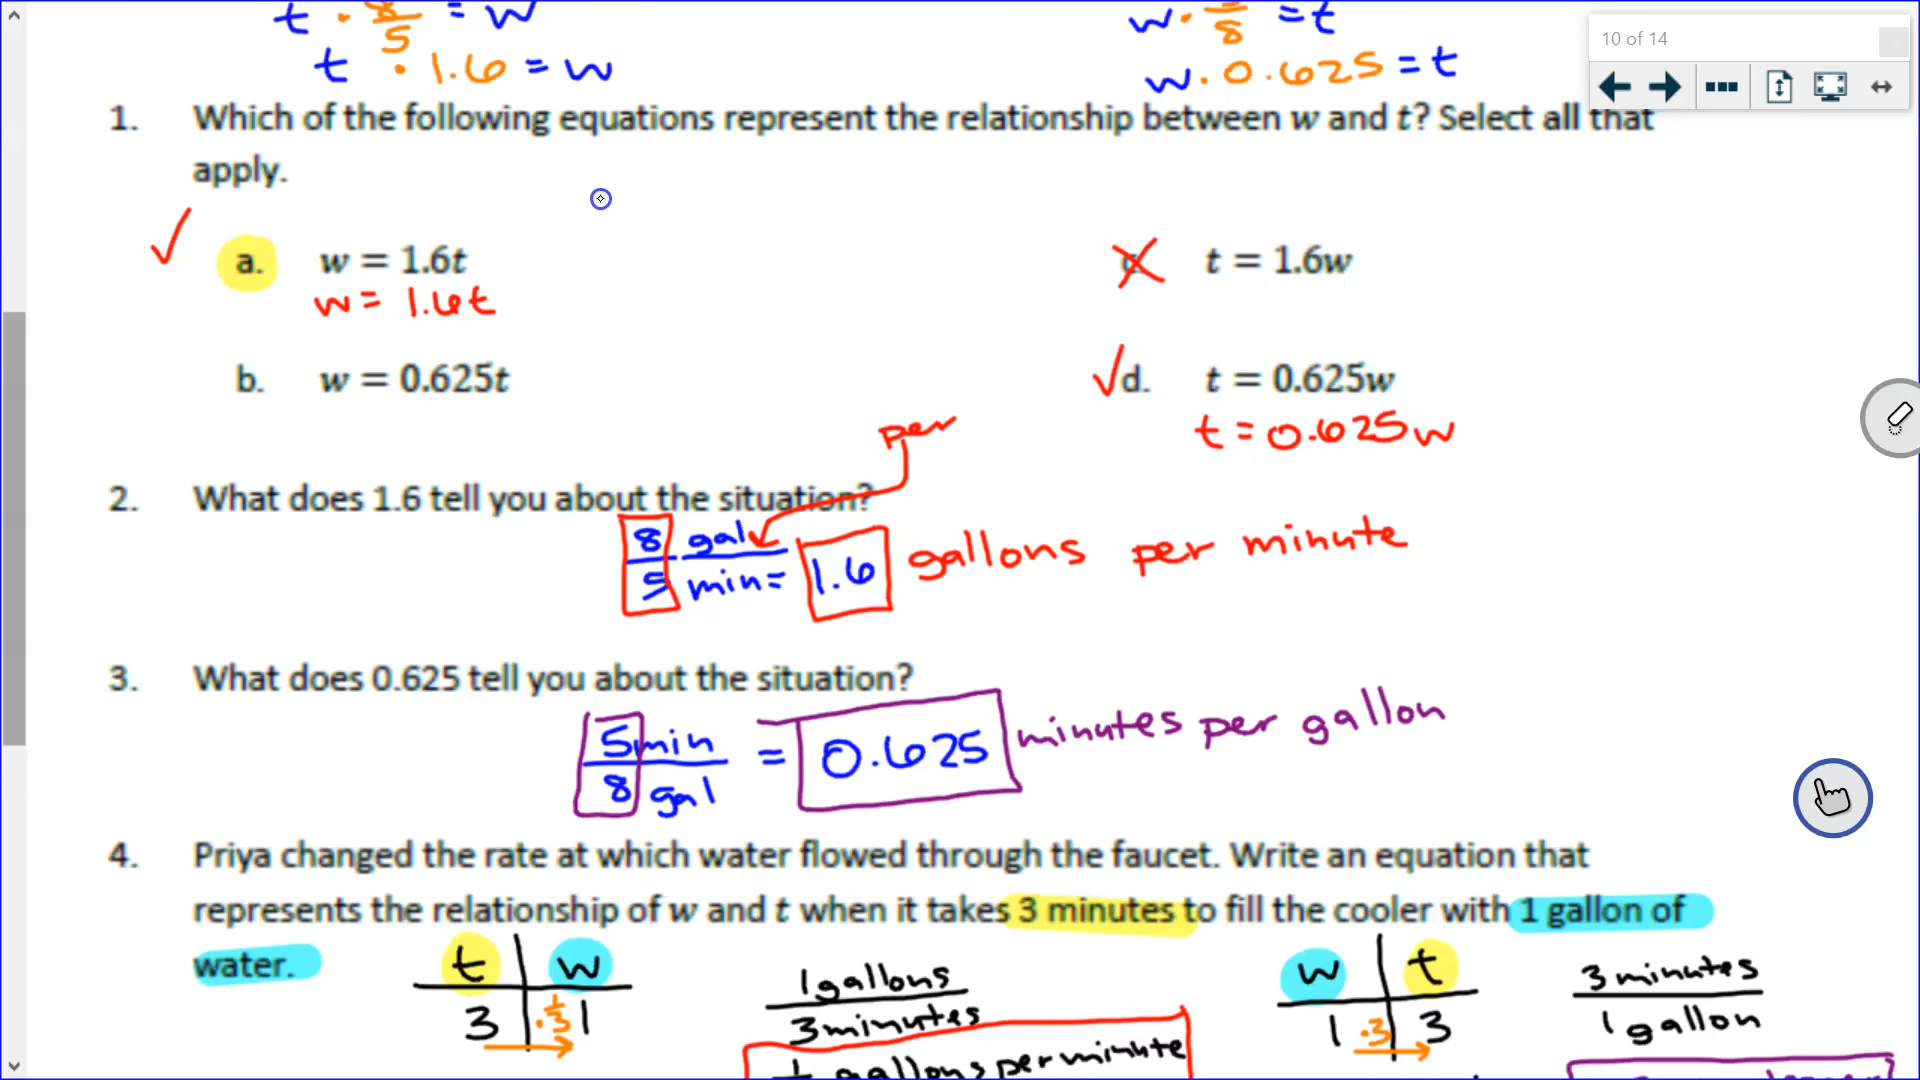 t · 8/5 = w
w · 5/8 = t
10 of 14
t · 1.6 = w
w · 0.625 = t
1. Which of the following equations represent the relationship between w and t? Select all that
apply.
a. w = 1.6t
t = 1.6w
w = 1.6t
b. w = 0.625t
d. t = 0.625w
t = 0.625w
per
2. What does 1.6 tell you about the situation?
8/5 gal/min = 1.6 gallons per minute
3. What does 0.625 tell you about the situation?
5 min / 8 gal = 0.625 minutes per gallon
4. Priya changed the rate at which water flowed through the faucet. Write an equation that
represents the relationship of w and t when it takes 3 minutes to fill the cooler with 1 gallon of
water.
t w
1 gallons
w t
3 minutes
3 · 1/3 1
3 minutes
1 · 3 3
1 gallon
gallons per minute